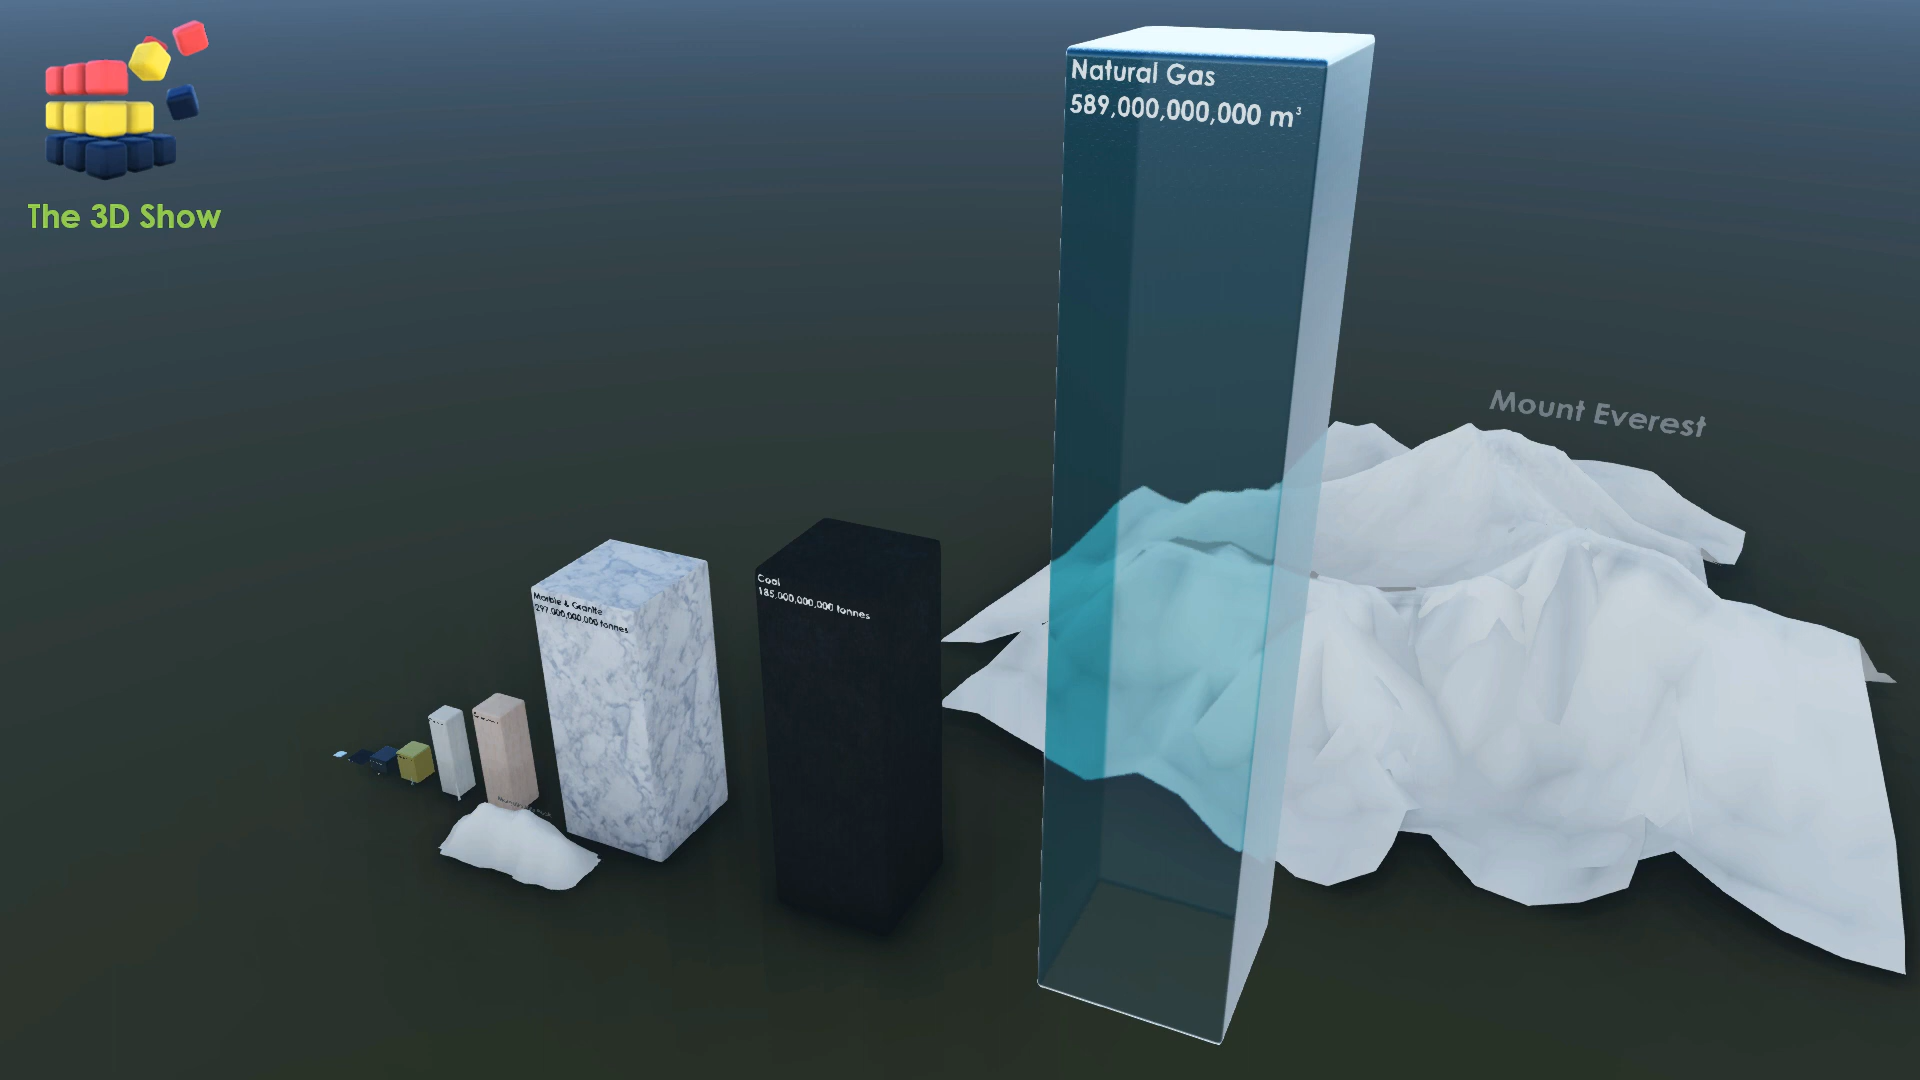 The 3D Show
Natural Gas
589,000,000,000 m³
Mount Everest
Coal
185,000,000,000 tonnes
Marble & Granite
297,000,000,000 tonnes